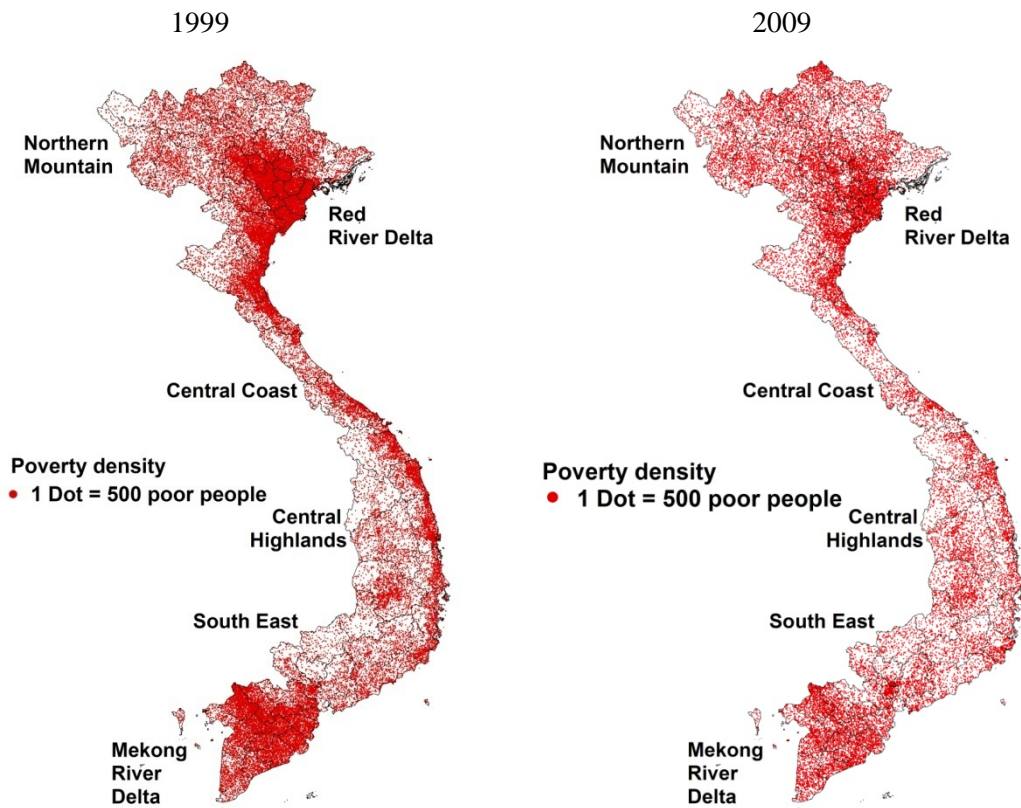 1999
Northern
Mountain
Red
River Delta
Central Coast
Poverty density
1 Dot = 500 poor people
Central
Highlands
South East
Mekong
River
Delta
2009
Northern
Mountain
Red
River Delta
Central Coast
Poverty density
1 Dot = 500 poor people
Central
Highlands
South East
Mekong
River
Delta